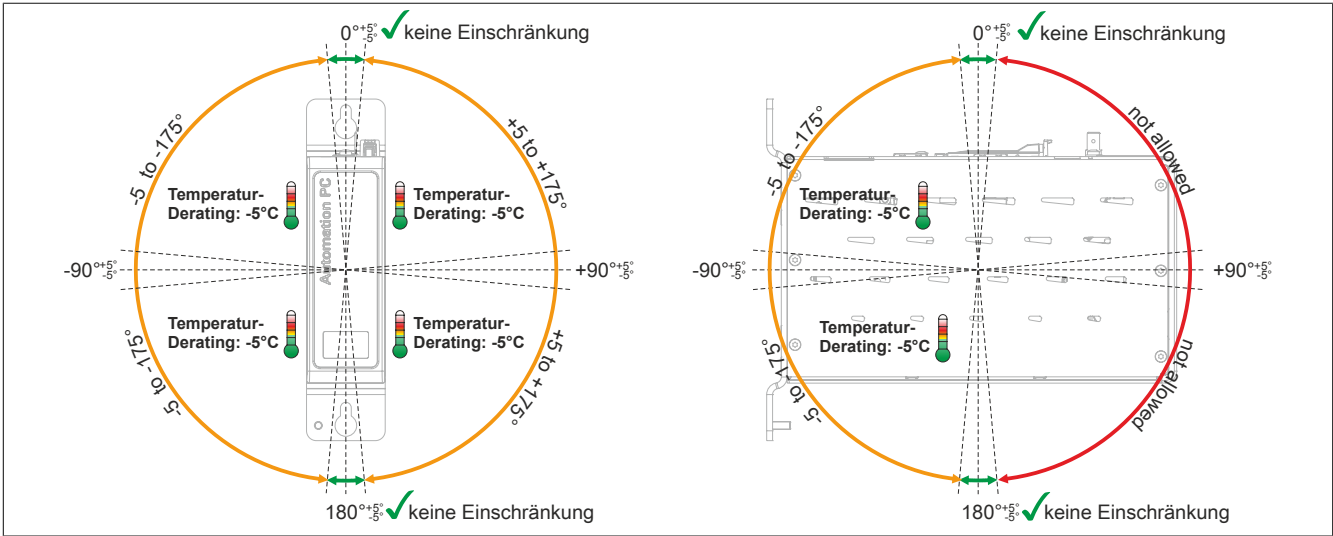 0°+5° -5° keine Einschränkung
-5 to -175°
+5 to +175°
Temperatur-
Derating: -5°C
Temperatur-
Derating: -5°C
Automation PC
-90°+5° -5°
+90°+5° -5°
Temperatur-
Derating: -5°C
Temperatur-
Derating: -5°C
-5 to -175°
+5 to +175°
180°+5° -5° keine Einschränkung
0°+5° -5° keine Einschränkung
-5 to -175°
not allowed
Temperatur-
Derating: -5°C
-90°+5° -5°
+90°+5° -5°
Temperatur-
Derating: -5°C
-5 to -175°
not allowed
180°+5° -5° keine Einschränkung